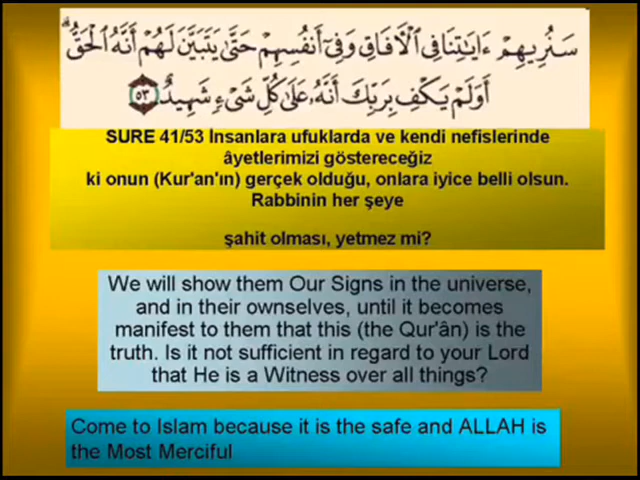 سَنُرِيهِمْ ءَايَٰتِنَا فِى ٱلْءَافَاقِ وَفِىٓ أَنفُسِهِمْ حَتَّىٰ يَتَبَيَّنَ لَهُمْ أَنَّهُ ٱلْحَقُّ ۗ
أَوَلَمْ يَكْفِ بِرَبِّكَ أَنَّهُۥ عَلَىٰ كُلِّ شَىْءٍ شَهِيدٌ ٥٣
SURE 41/53 İnsanlara ufuklarda ve kendi nefislerinde
âyetlerimizi göstereceğiz
ki onun (Kur'an'ın) gerçek olduğu, onlara iyice belli olsun.
Rabbinin her şeye
şahit olması, yetmez mi?
We will show them Our Signs in the universe,
and in their ownselves, until it becomes
manifest to them that this (the Qur'ân) is the
truth. Is it not sufficient in regard to your Lord
that He is a Witness over all things?
Come to Islam because it is the safe and ALLAH is
the Most Merciful